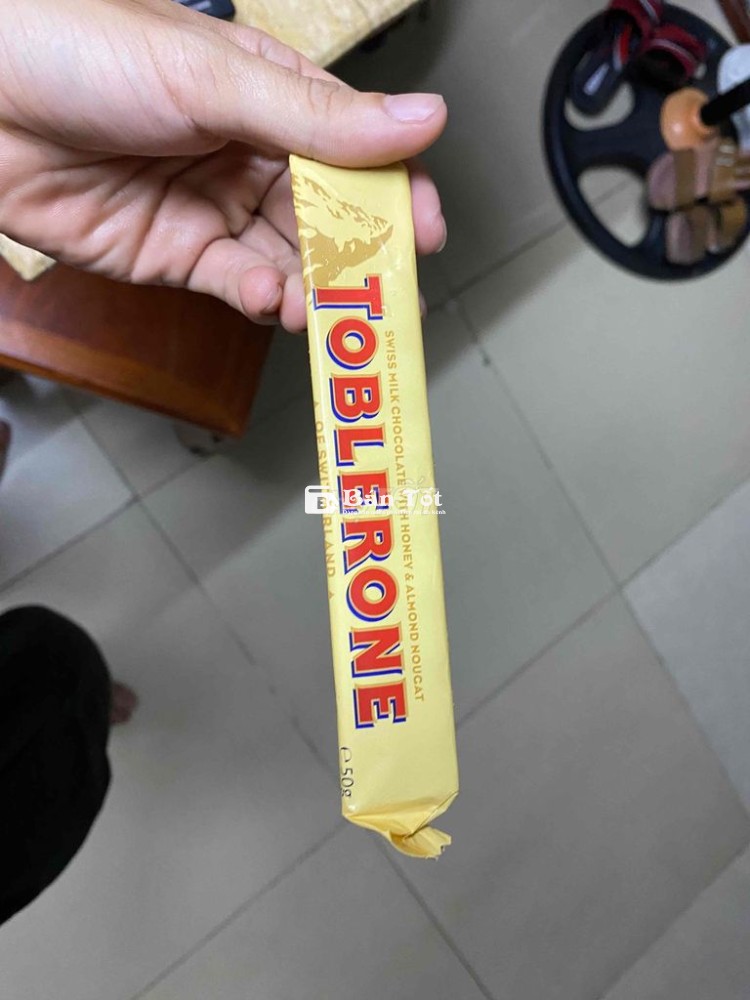 TOBLERONE
SWISS MILK CHOCOLATE WITH HONEY & ALMOND NOUGAT
OF SWITZERLAND
℮ 50g
Bán Tốt